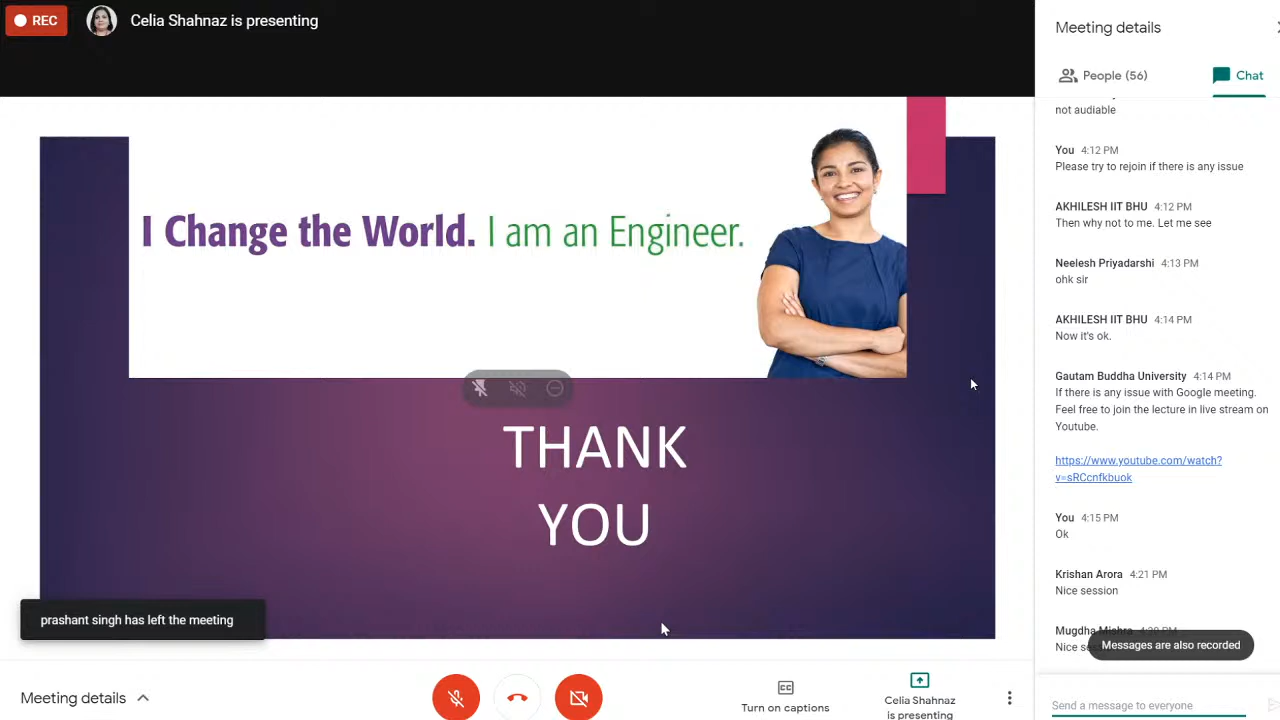 REC
Celia Shahnaz is presenting
I Change the World. I am an Engineer.
THANK
YOU
prashant singh has left the meeting
Meeting details
Turn on captions
Celia Shahnaz
is presenting
Meeting details
People (56)
Chat
not audiable
You 4:12 PM
Please try to rejoin if there is any issue
AKHILESH IIT BHU 4:12 PM
Then why not to me. Let me see
Neelesh Priyadarshi 4:13 PM
ohk sir
AKHILESH IIT BHU 4:14 PM
Now it's ok.
Gautam Buddha University 4:14 PM
If there is any issue with Google meeting.
Feel free to join the lecture in live stream on
Youtube.
https://www.youtube.com/watch?
v=sRCcnfkbuok
You 4:15 PM
Ok
Krishan Arora 4:21 PM
Nice session
Mugdha Mishra
Nice
Messages are also recorded
Send a message to everyone